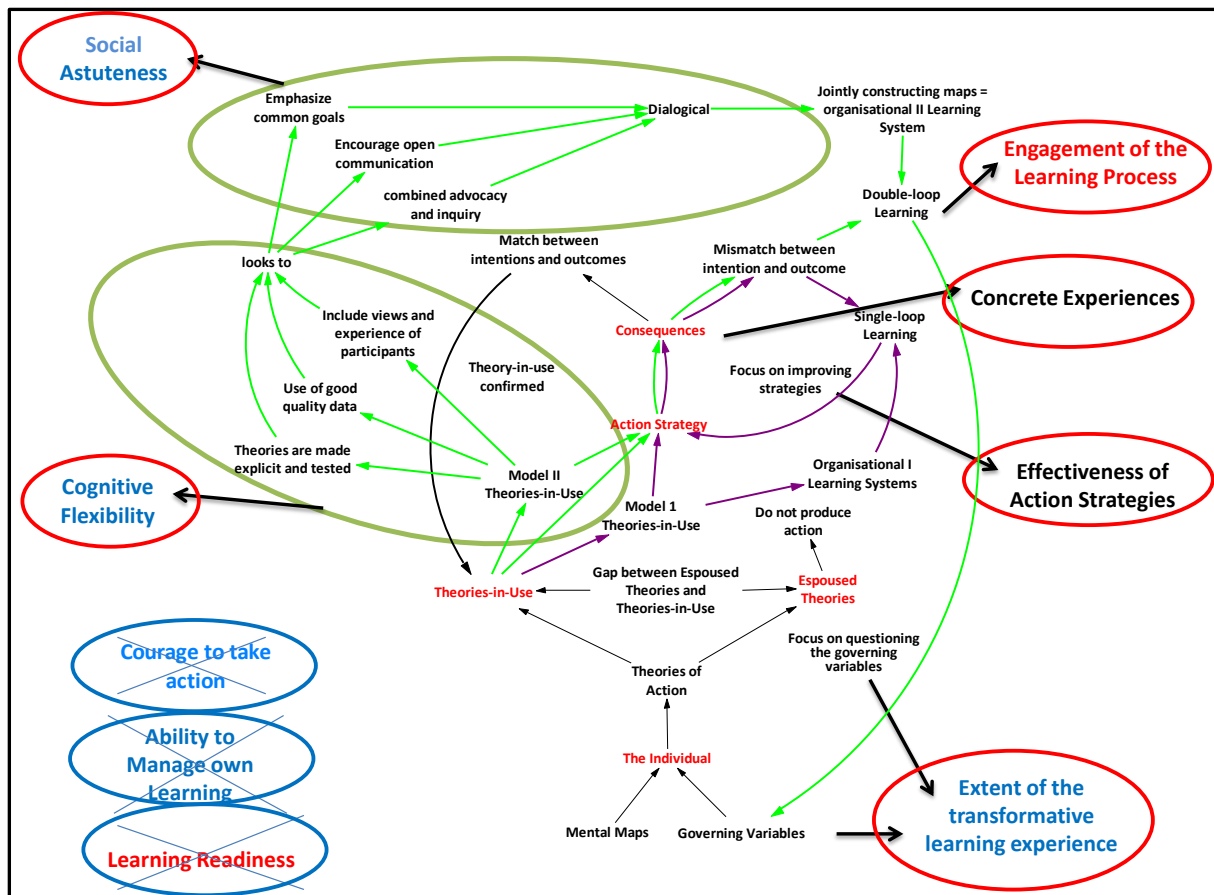 Social
Astuteness
Emphasize
common goals
Dialogical
Jointly constructing maps =
organisational II Learning
System
Encourage open
communication
Engagement of the
Learning Process
combined advocacy
and inquiry
Double-loop
Learning
Match between
intentions and outcomes
Mismatch between
intention and outcome
looks to
Concrete Experiences
Include views and
experience of
participants
Consequences
Single-loop
Learning
Theory-in-use
confirmed
Focus on improving
strategies
Use of good
quality data
Action Strategy
Theories are made
explicit and tested
Model II
Theories-in-Use
Organisational I
Learning Systems
Effectiveness of
Action Strategies
Cognitive
Flexibility
Model 1
Theories-in-Use
Do not produce
action
Theories-in-Use
Gap between Espoused
Theories and
Theories-in-Use
Espoused
Theories
Courage to take
action
Focus on questioning
the governing
variables
Theories of
Action
Ability to
Manage own
Learning
The Individual
Extent of the
transformative
learning experience
Mental Maps
Governing Variables
Learning Readiness